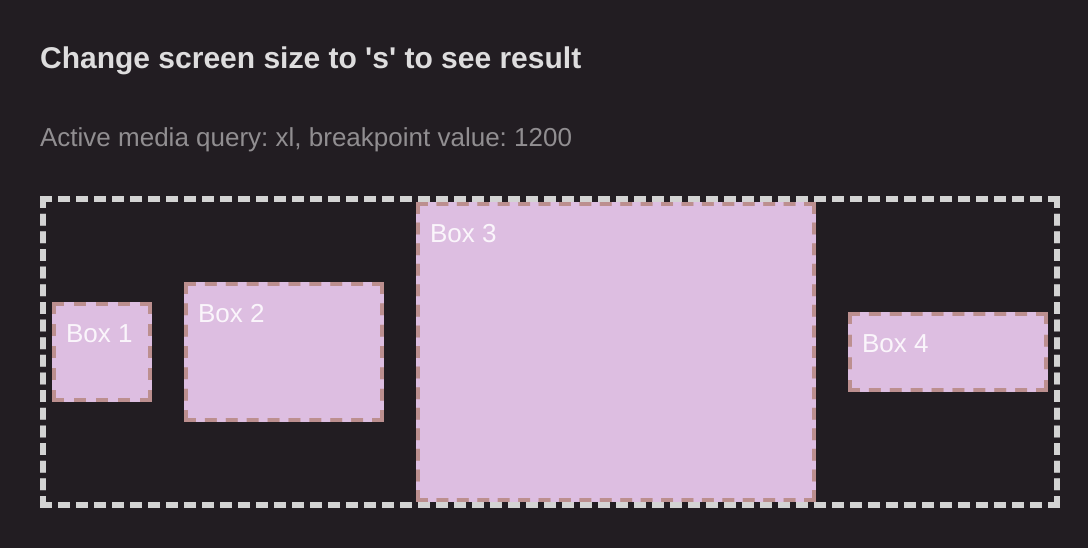 Change screen size to 's' to see result
Active media query: xl, breakpoint value: 1200
Box 1
Box 2
Box 3
Box 4